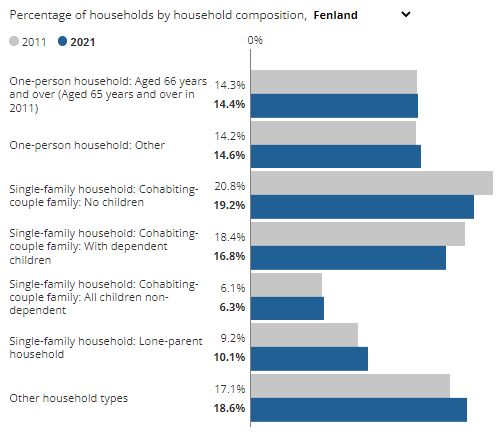 Percentage of households by household composition, Fenland
2011 2021
0%
One-person household: Aged 66 years
and over (Aged 65 years and over in
2011)
14.3%
14.4%
One-person household: Other
14.2%
14.6%
Single-family household: Cohabiting-
couple family: No children
20.8%
19.2%
Single-family household: Cohabiting-
couple family: With dependent
children
18.4%
16.8%
Single-family household: Cohabiting-
couple family: All children non-
dependent
6.1%
6.3%
Single-family household: Lone-parent
household
9.2%
10.1%
Other household types
17.1%
18.6%